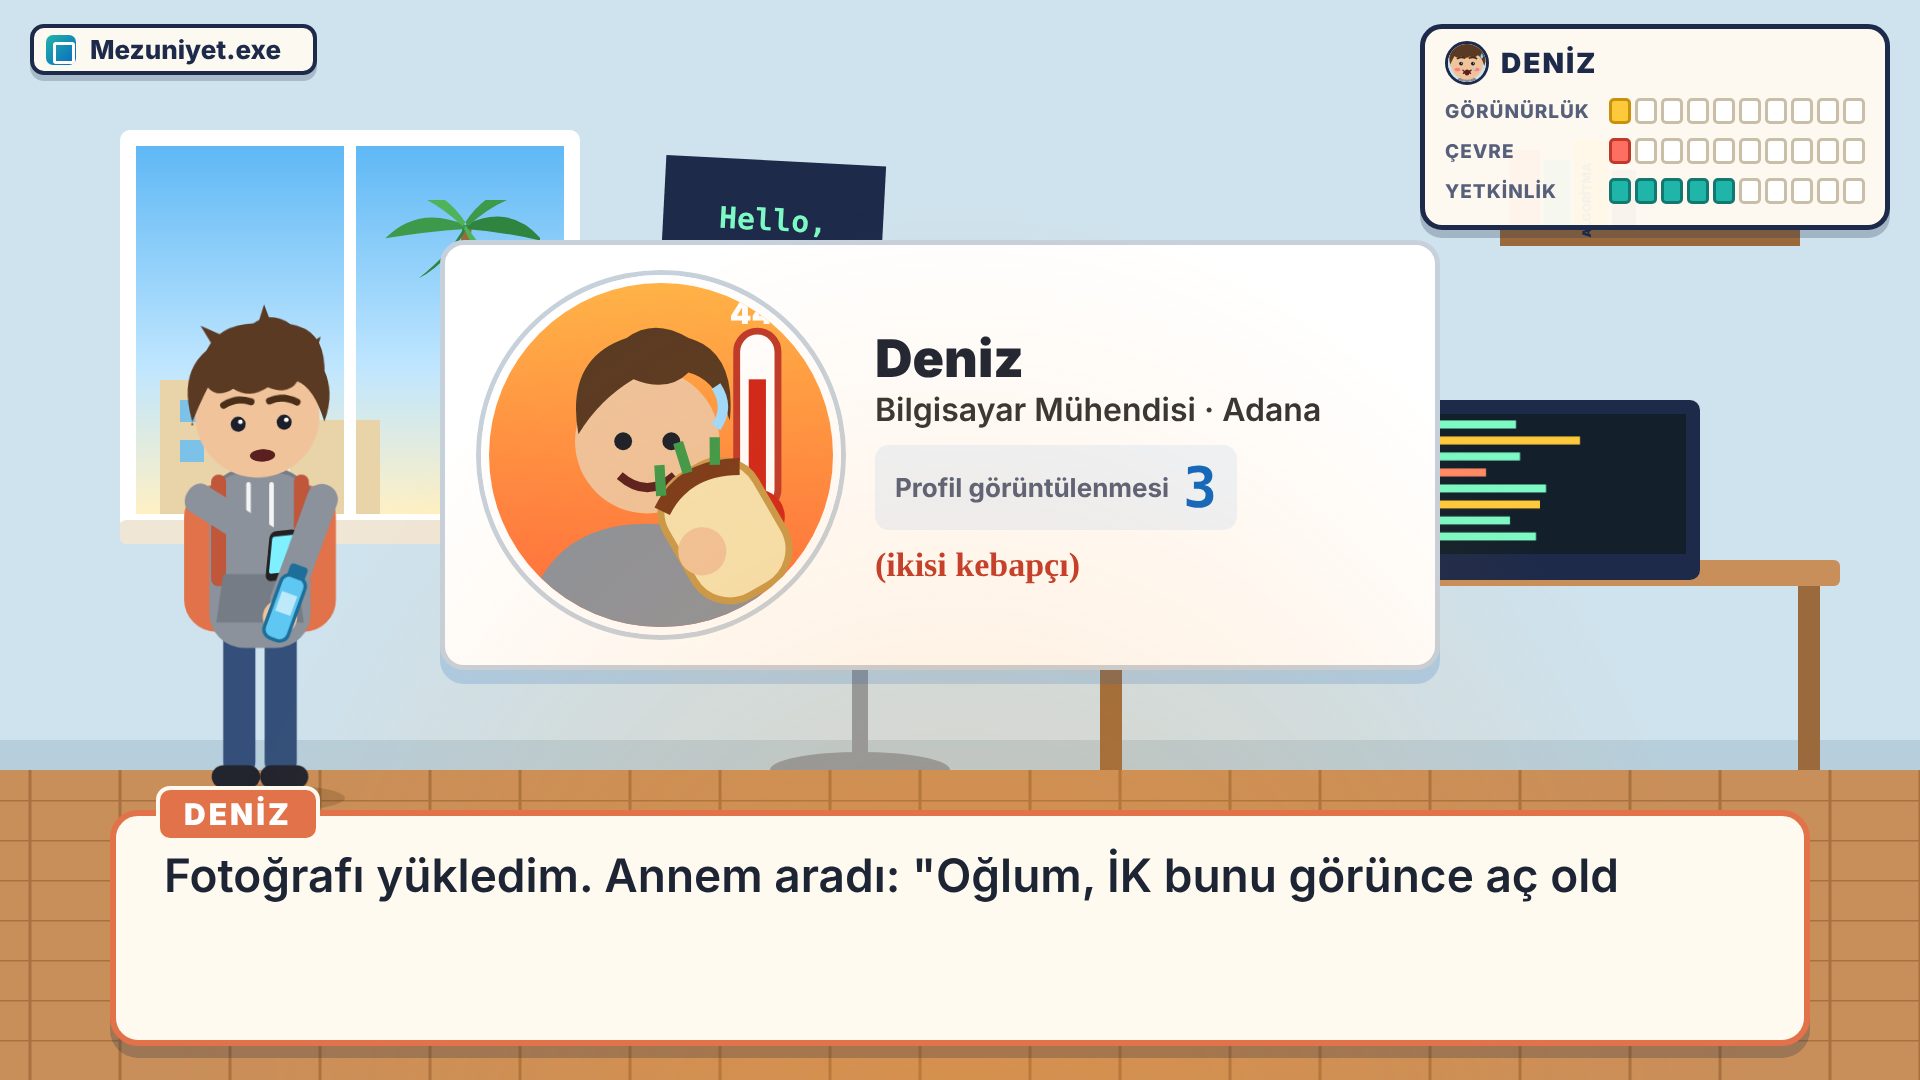 Mezuniyet.exe
DENİZ
GÖRÜNÜRLÜK
ÇEVRE
YETKİNLİK
Hello,
44
Deniz
Bilgisayar Mühendisi · Adana
Profil görüntülenmesi 3
(ikisi kebapçı)
DENİZ
Fotoğrafı yükledim. Annem aradı: "Oğlum, İK bunu görünce aç old